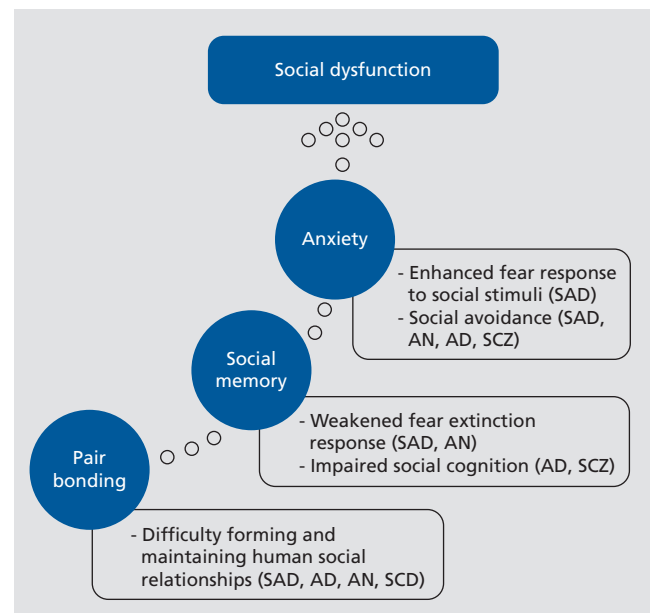 Social dysfunction
Anxiety
- Enhanced fear response
to social stimuli (SAD)
- Social avoidance (SAD,
AN, AD, SCZ)
Social
memory
- Weakened fear extinction
response (SAD, AN)
- Impaired social cognition (AD, SCZ)
Pair
bonding
- Difficulty forming and
maintaining human social
relationships (SAD, AD, AN, SCD)